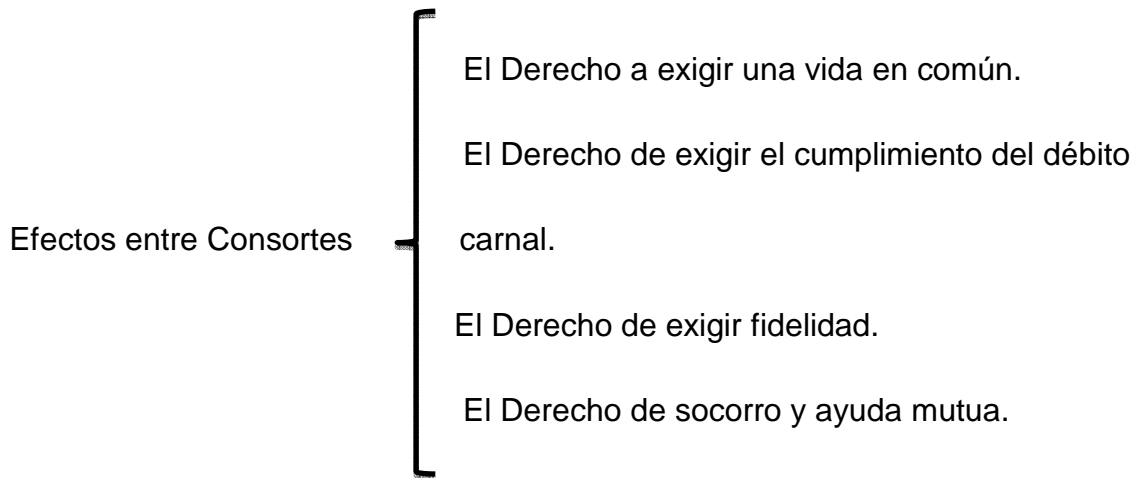 El Derecho a exigir una vida en común.
El Derecho de exigir el cumplimiento del débito
Efectos entre Consortes
carnal.
El Derecho de exigir fidelidad.
El Derecho de socorro y ayuda mutua.